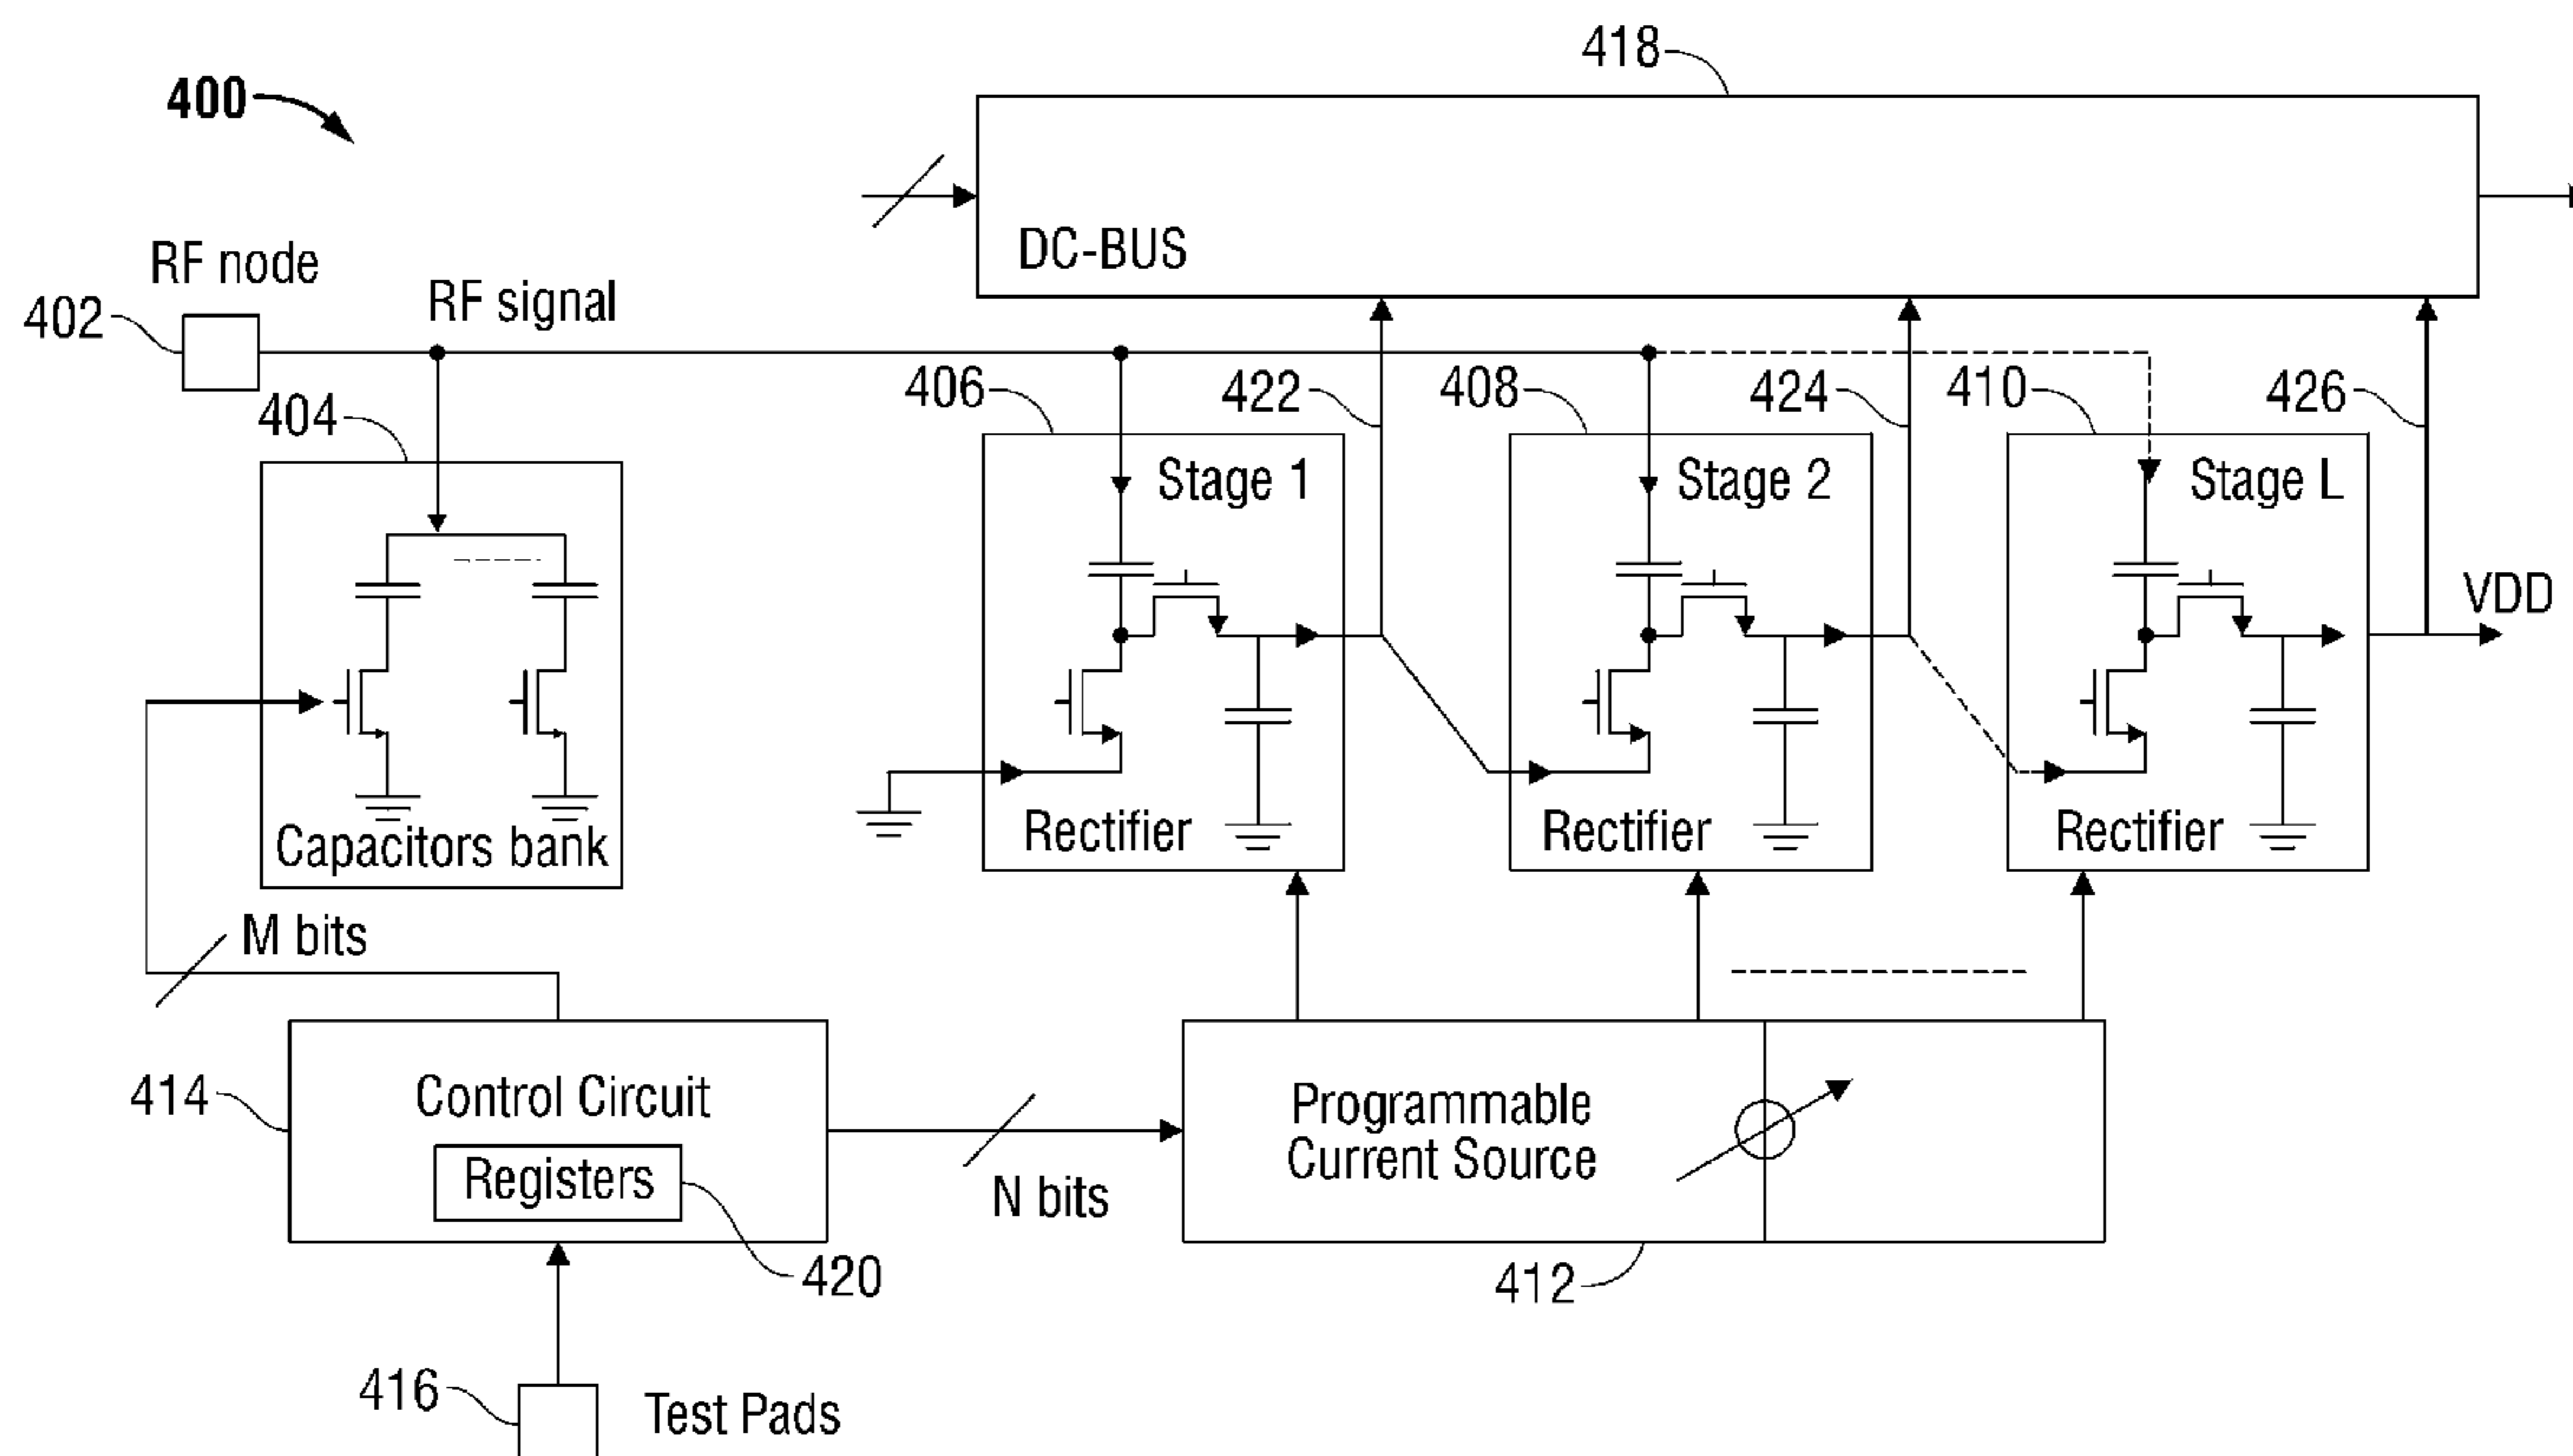 418
400
DC-BUS
RF node
RF signal
402
404
406
422
408
424
410
426
Stage 1
Stage 2
Stage L
VDD
Rectifier
Rectifier
Rectifier
Capacitors bank
M bits
414
Control Circuit
Registers
420
N bits
Programmable
Current Source
412
416
Test Pads